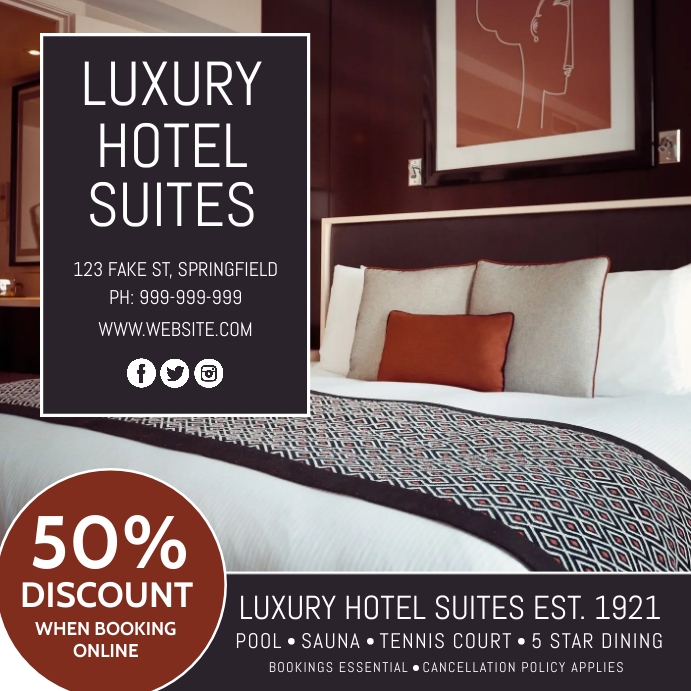 LUXURY
HOTEL
SUITES
123 FAKE ST, SPRINGFIELD
PH: 999-999-999
WWW.WEBSITE.COM
50%
DISCOUNT
WHEN BOOKING
ONLINE
LUXURY HOTEL SUITES EST. 1921
POOL • SAUNA • TENNIS COURT • 5 STAR DINING
BOOKINGS ESSENTIAL • CANCELLATION POLICY APPLIES